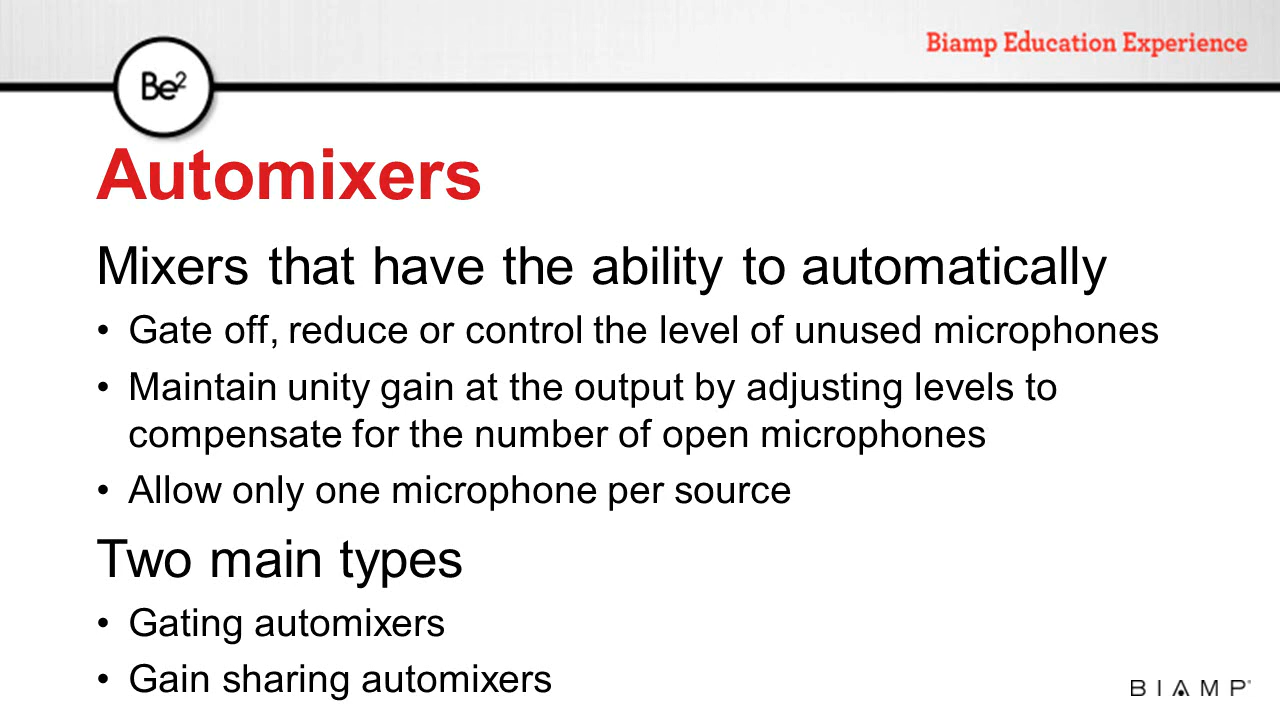 Biamp Education Experience
Be²
Automixers
Mixers that have the ability to automatically
• Gate off, reduce or control the level of unused microphones
• Maintain unity gain at the output by adjusting levels to
compensate for the number of open microphones
• Allow only one microphone per source
Two main types
• Gating automixers
• Gain sharing automixers
BIAMP®